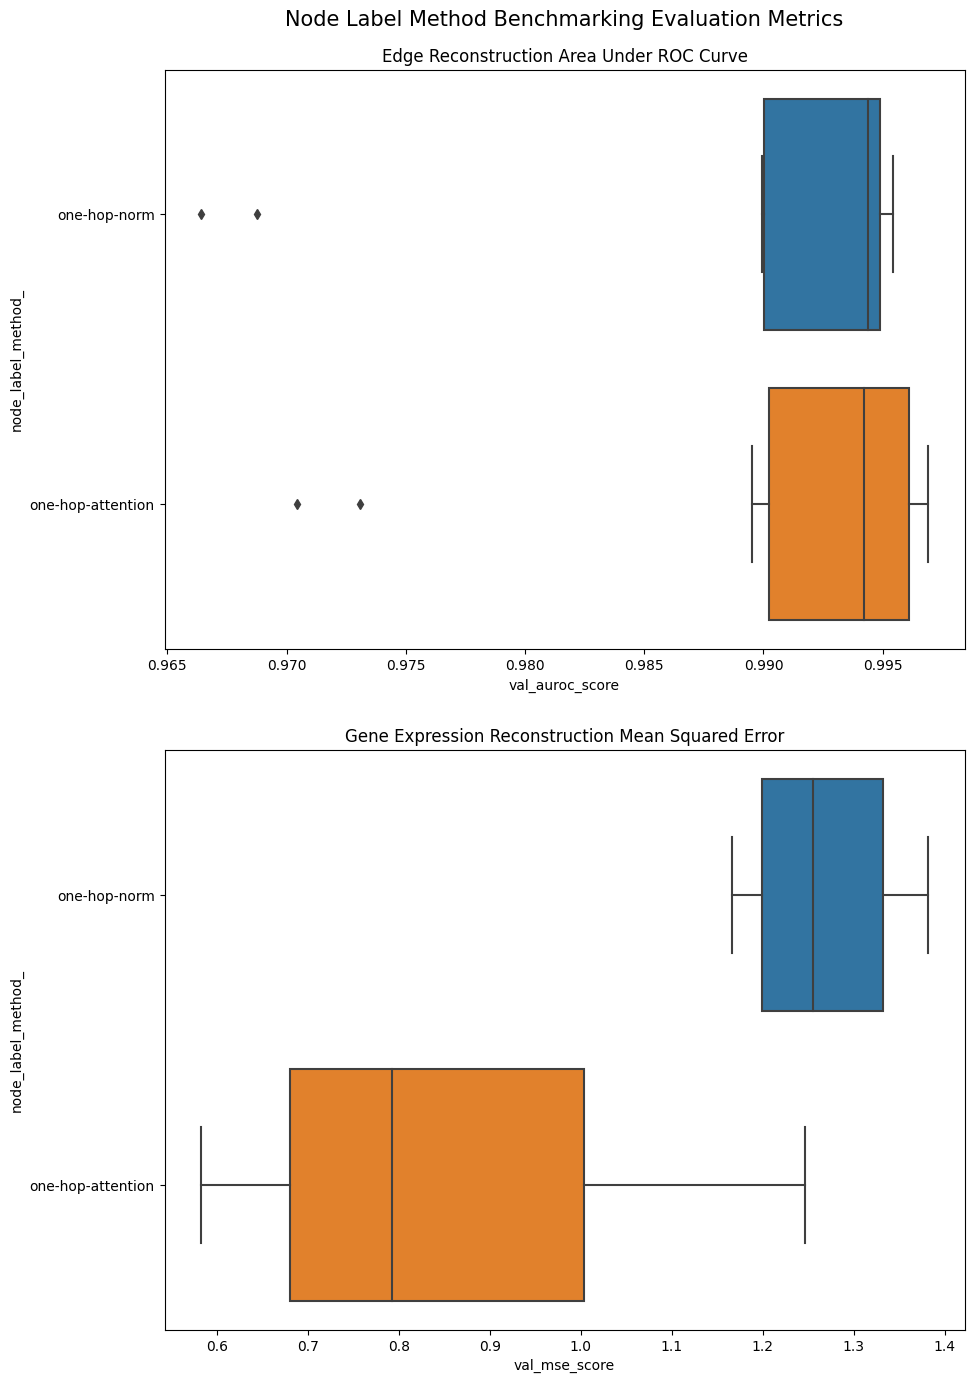 Node Label Method Benchmarking Evaluation Metrics
Edge Reconstruction Area Under ROC Curve
node_label_method_
one-hop-norm
one-hop-attention
0.965 0.970 0.975 0.980 0.985 0.990 0.995
val_auroc_score
Gene Expression Reconstruction Mean Squared Error
node_label_method_
one-hop-norm
one-hop-attention
0.6 0.7 0.8 0.9 1.0 1.1 1.2 1.3 1.4
val_mse_score